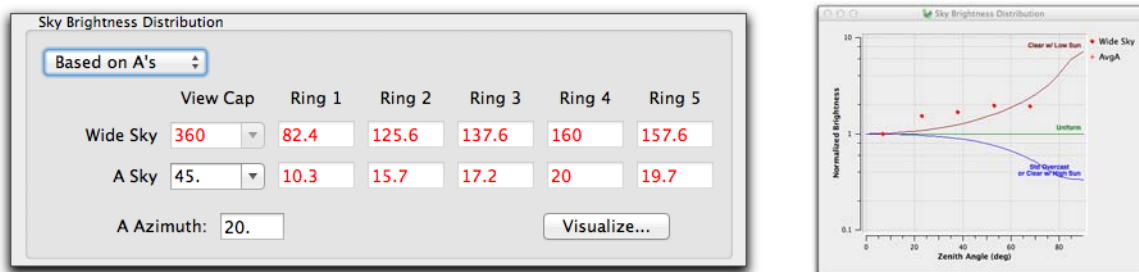 Sky Brightness Distribution
Based on A's
View Cap Ring 1 Ring 2 Ring 3 Ring 4 Ring 5
Wide Sky 360 82.4 125.6 137.6 160 157.6
A Sky 45. 10.3 15.7 17.2 20 19.7
A Azimuth: 20. Visualize...
Sky Brightness Distribution
10
Clear w/ Low Sun
Wide Sky
AvgA
Normalized Brightness
1
Uniform
Std Overcast
or Clear w/ High Sun
0.1
0 20 40 60 80
Zenith Angle (deg)